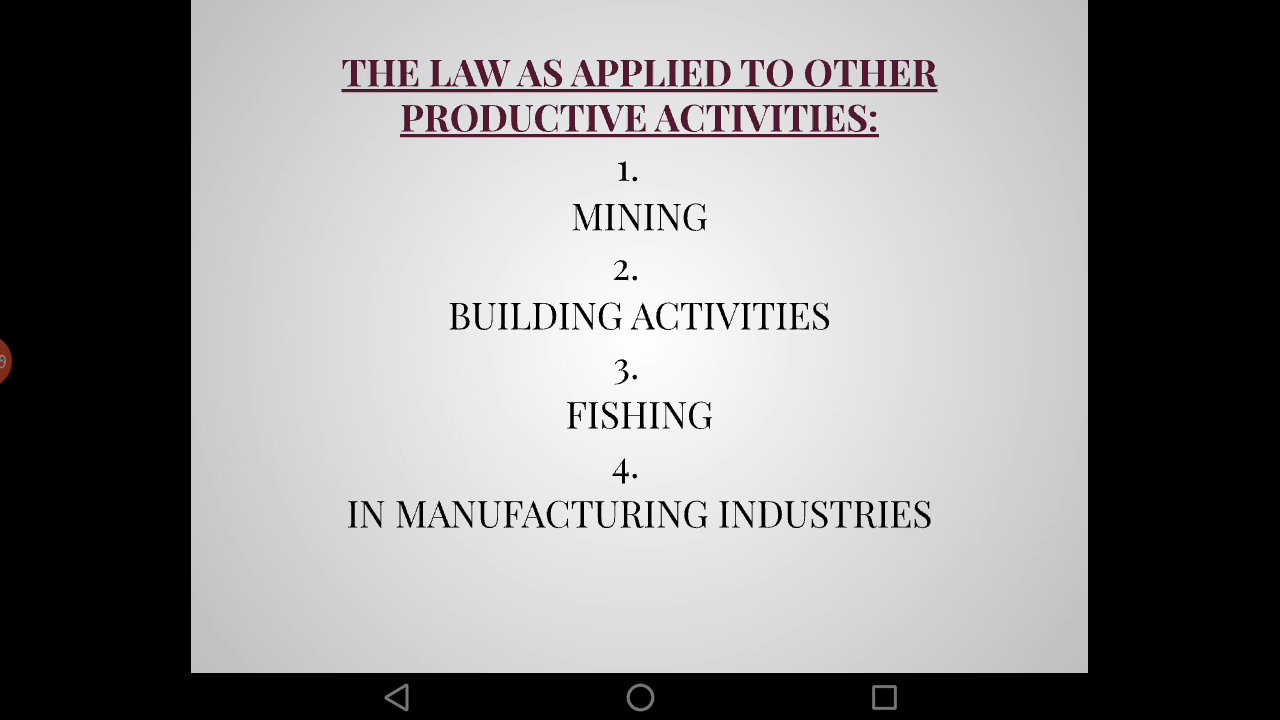 THE LAW AS APPLIED TO OTHER
PRODUCTIVE ACTIVITIES:
1.
MINING
2.
BUILDING ACTIVITIES
3.
FISHING
4.
IN MANUFACTURING INDUSTRIES